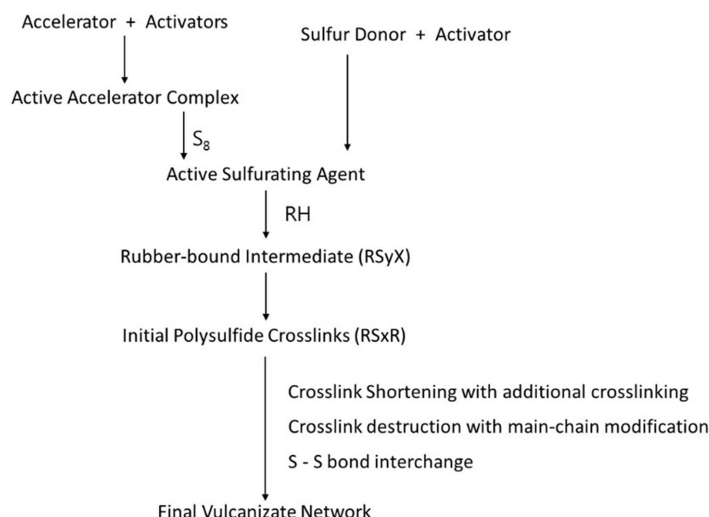 Accelerator + Activators
Sulfur Donor + Activator
Active Accelerator Complex
S₈
Active Sulfurating Agent
RH
Rubber-bound Intermediate (RSyX)
Initial Polysulfide Crosslinks (RSxR)
Crosslink Shortening with additional crosslinking
Crosslink destruction with main-chain modification
S - S bond interchange
Final Vulcanizate Network